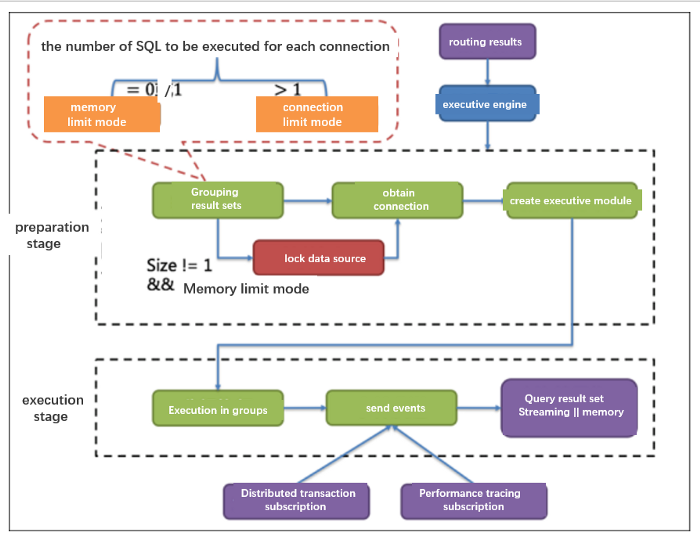 the number of SQL to be executed for each connection
= 0 / 1
> 1
memory
limit mode
connection
limit mode
routing results
executive engine
preparation
stage
Grouping
result sets
obtain
connection
create executive module
lock data source
Size != 1
&& Memory limit mode
execution
stage
Execution in groups
send events
Query result set
Streaming || memory
Distributed transaction
subscription
Performance tracing
subscription